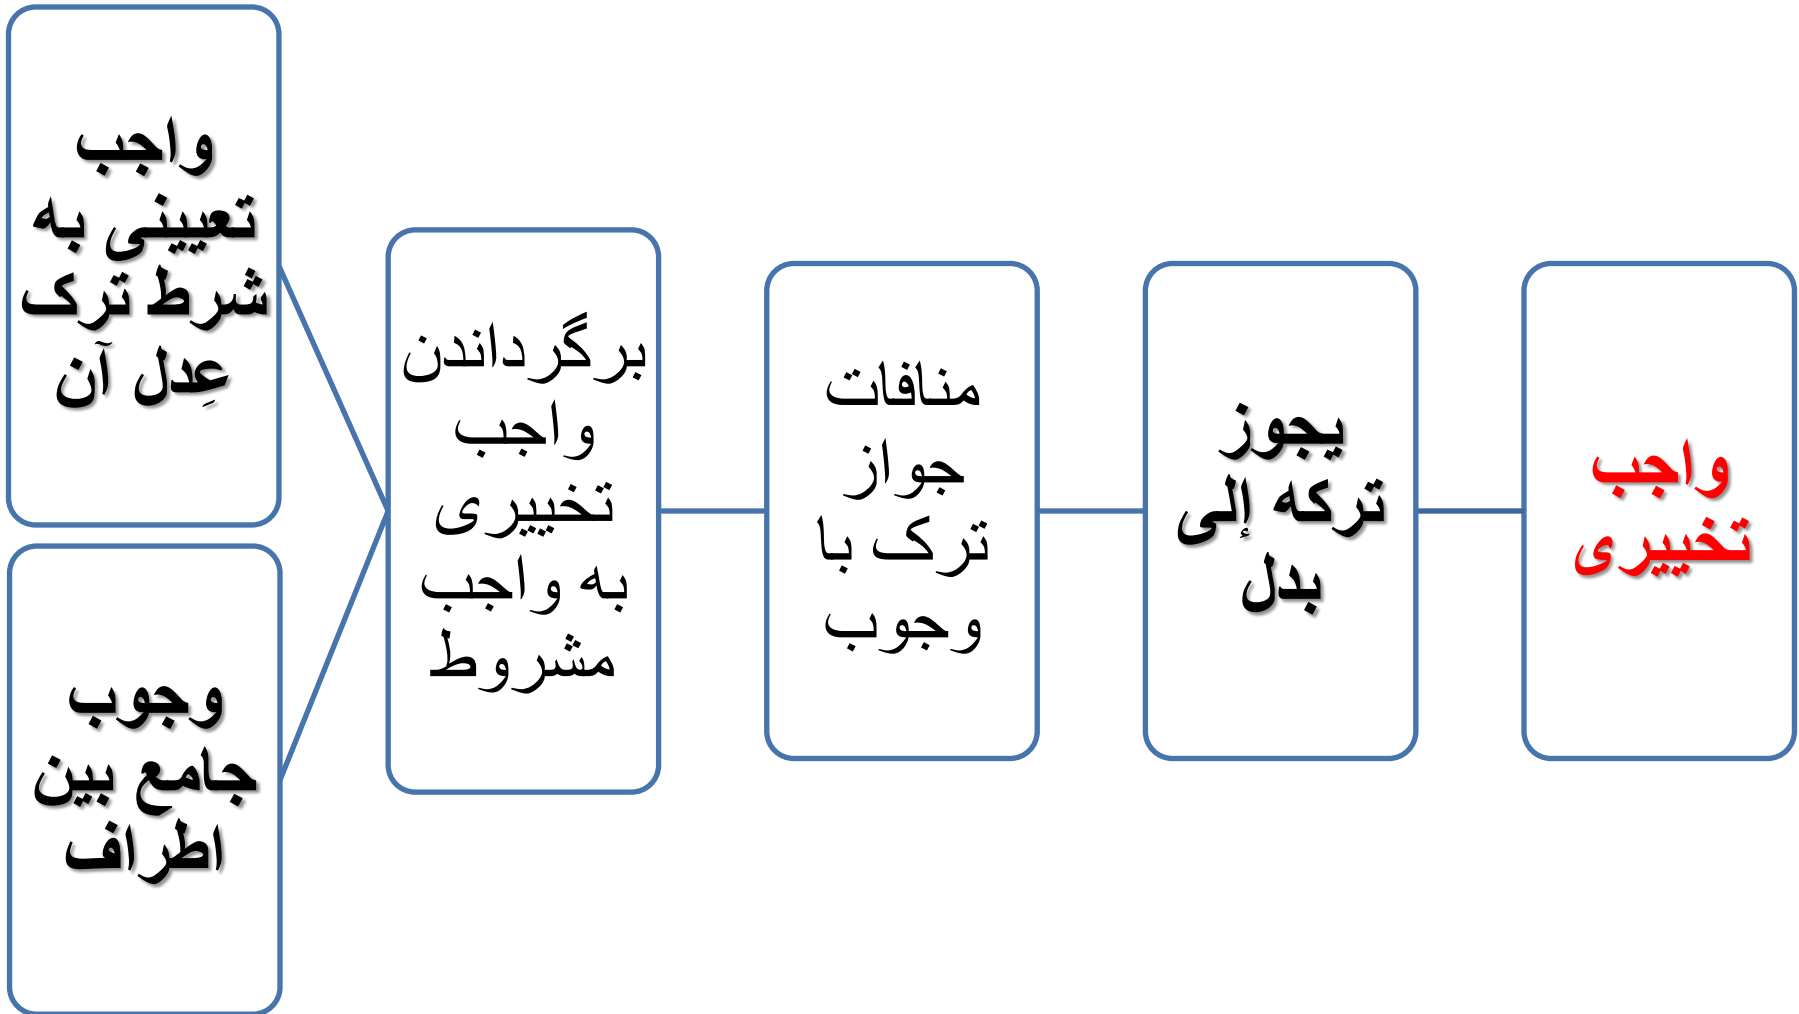 واجب
تخییری
یجوز
ترکه إلی
بدل
منافات
جواز
ترک با
وجوب
برگرداندن
واجب
تخییری
به واجب
مشروط
واجب
تعیینی به
شرط ترک
عِدل آن
وجوب
جامع بین
اطراف